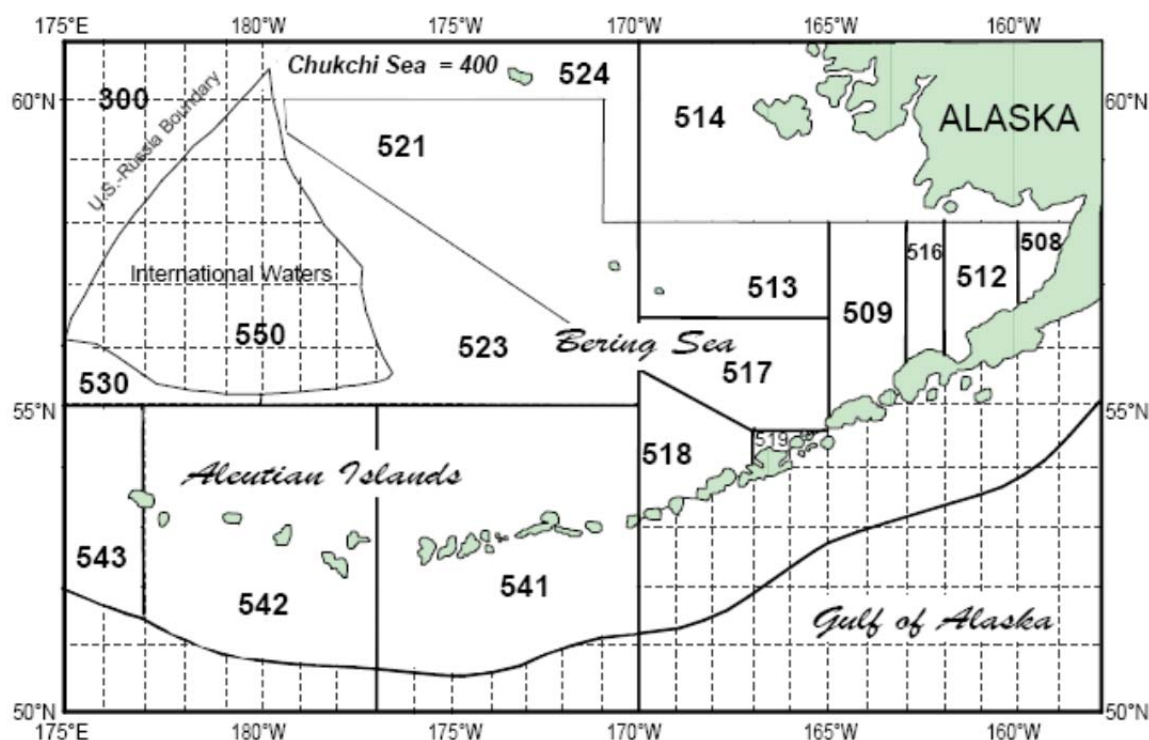 175°E 180°W 175°W 170°W 165°W 160°W
Chukchi Sea = 400
524
60°N
300
60°N
514
ALASKA
521
U.S.-Russia Boundary
508
516
International Waters
513
512
509
550
Bering Sea
523
517
530
55°N
55°N
519
518
Aleutian Islands
543
541
542
Gulf of Alaska
50°N
50°N
175°E 180°W 175°W 170°W 165°W 160°W